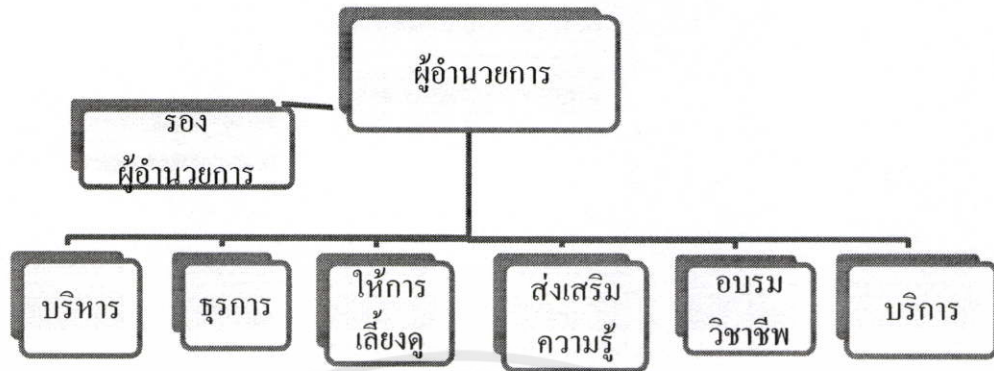 ผู้อำนวยการ
รอง
ผู้อำนวยการ
บริหาร
ธุรการ
ให้การ
เลี้ยงดู
ส่งเสริม
ความรู้
อบรม
วิชาชีพ
บริการ